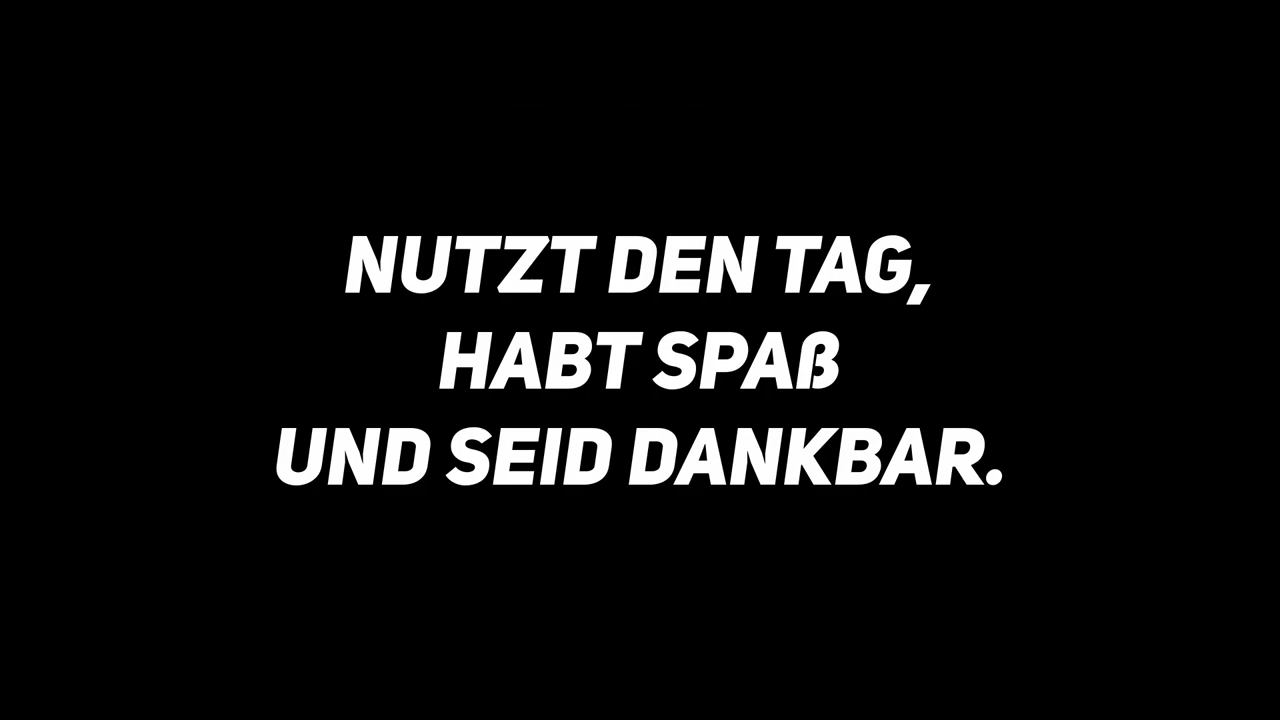 NUTZT DEN TAG,
HABT SPAß
UND SEID DANKBAR.